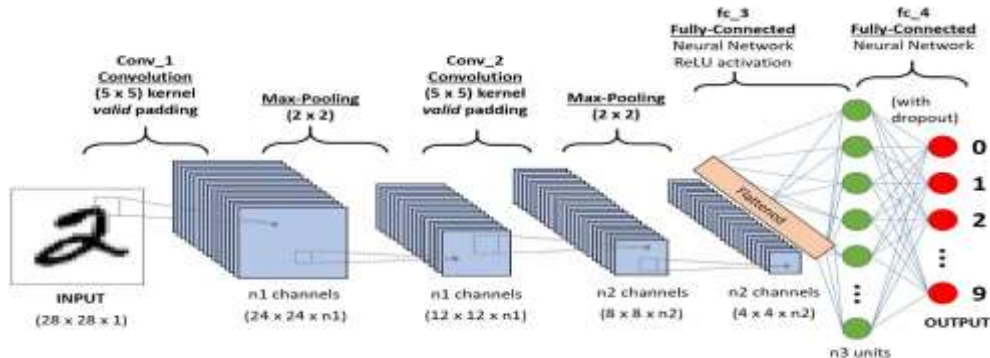 fc_3
Fully-Connected
Neural Network
ReLU activation
fc_4
Fully-Connected
Neural Network
Conv_1
Convolution
(5 x 5) kernel
valid padding
Max-Pooling
(2 x 2)
Conv_2
Convolution
(5 x 5) kernel
valid padding
Max-Pooling
(2 x 2)
(with
dropout)
Flattened
0
1
2
9
INPUT
(28 x 28 x 1)
n1 channels
(24 x 24 x n1)
n1 channels
(12 x 12 x n1)
n2 channels
(8 x 8 x n2)
n2 channels
(4 x 4 x n2)
OUTPUT
n3 units
2